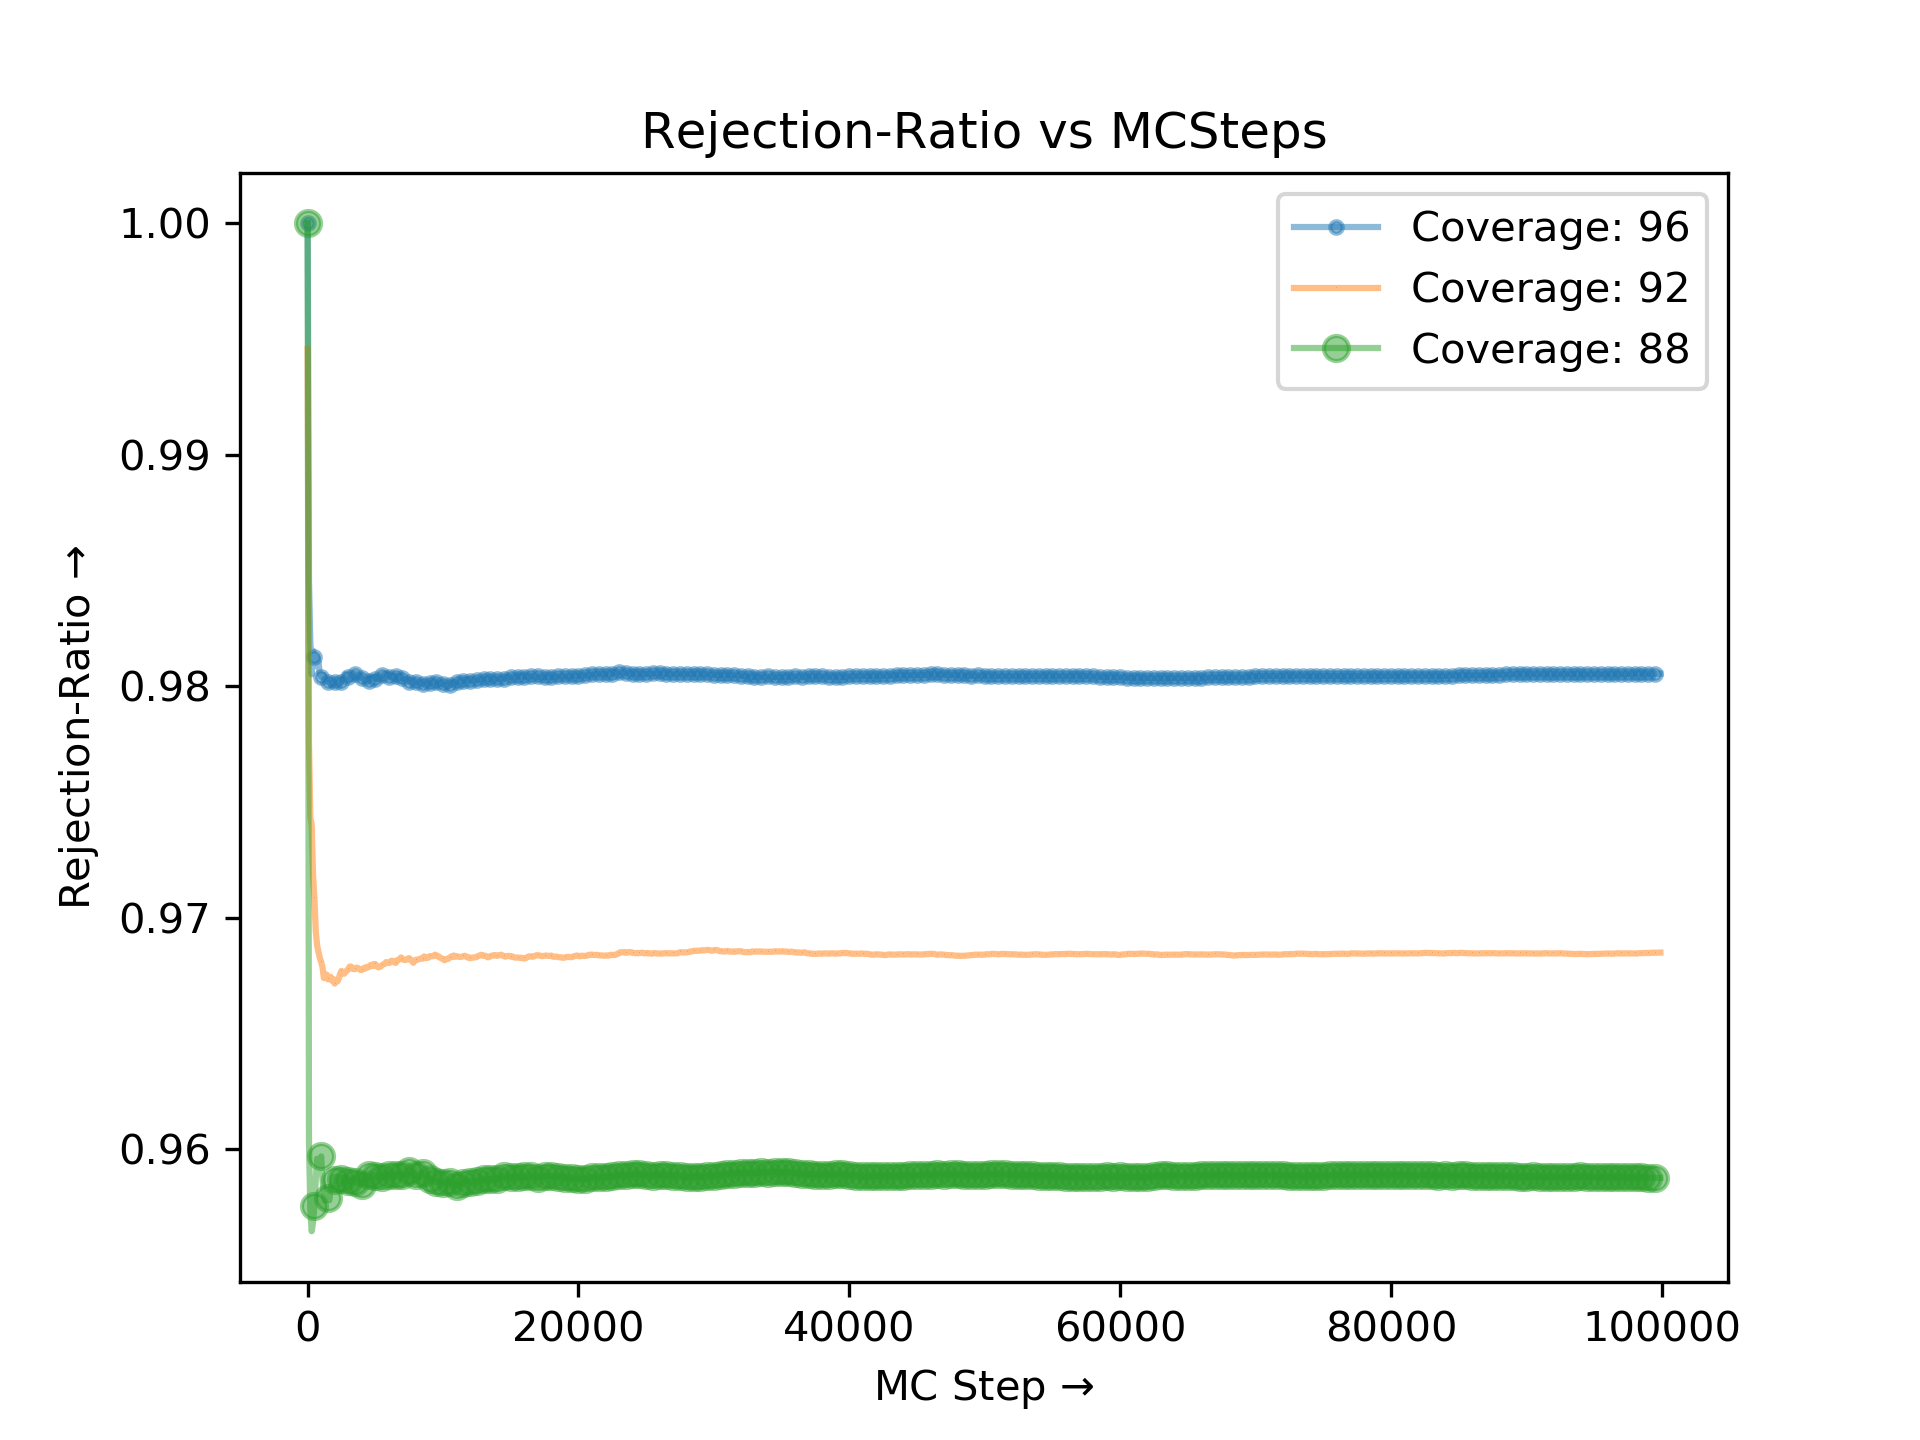 Rejection-Ratio vs MCSteps
Coverage: 96
Coverage: 92
Coverage: 88
Rejection-Ratio →
1.00
0.99
0.98
0.97
0.96
0 20000 40000 60000 80000 100000
MC Step →